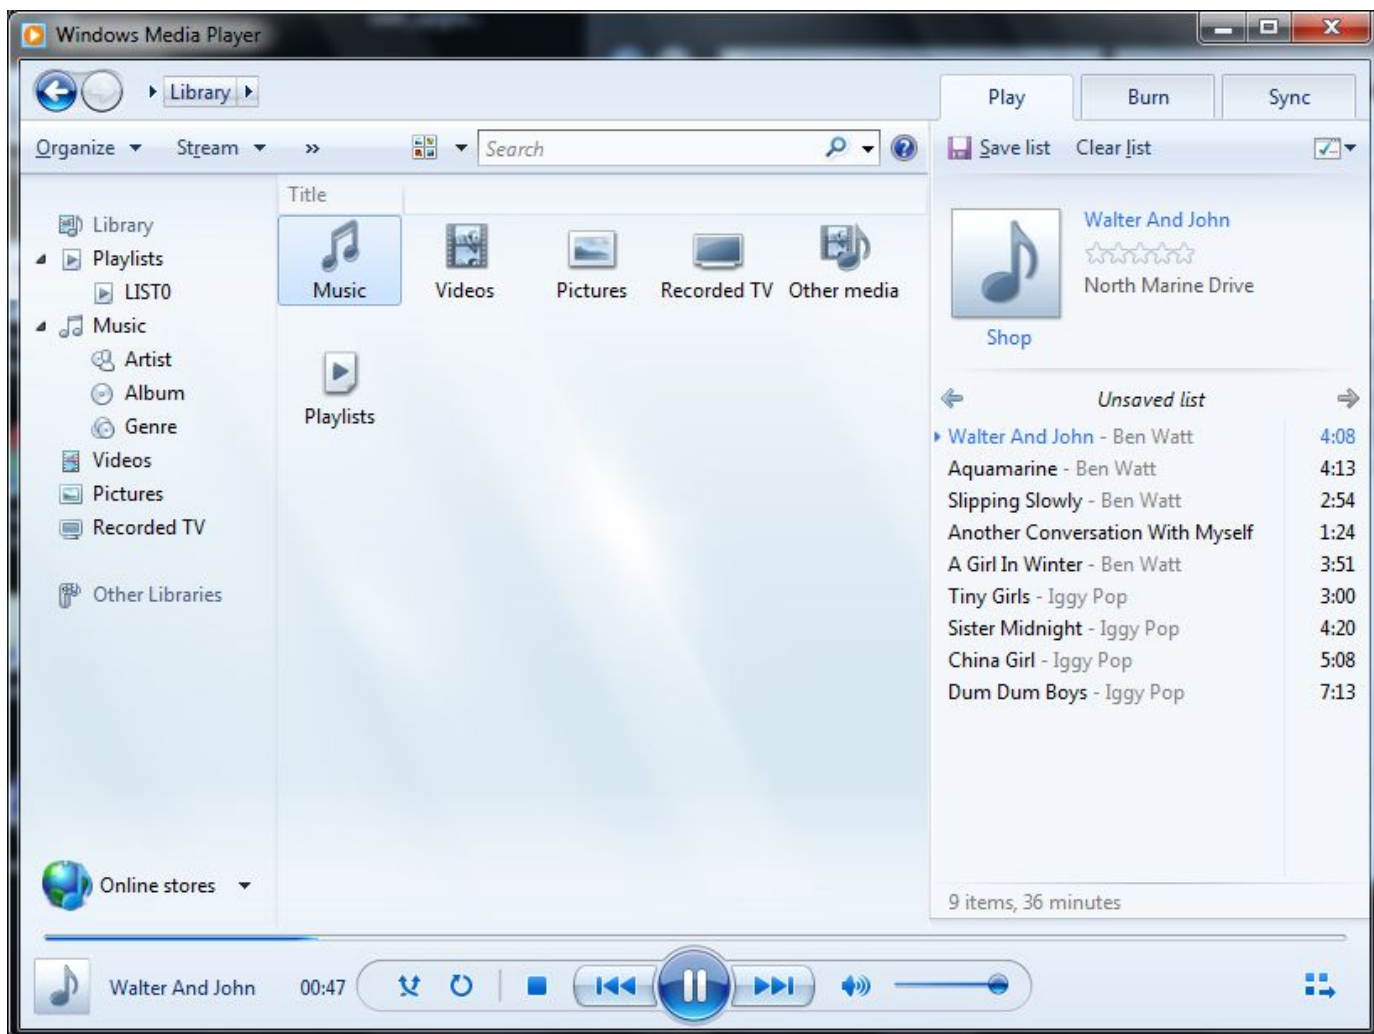 Windows Media Player
Library
Play
Burn
Sync
Organize
Stream
»
Search
Save list
Clear list
Title
Library
Playlists
LIST0
Music
Artist
Album
Genre
Videos
Pictures
Recorded TV
Other Libraries
Online stores
Music
Videos
Pictures
Recorded TV
Other media
Playlists
Walter And John
North Marine Drive
Shop
Unsaved list
Walter And John - Ben Watt 4:08
Aquamarine - Ben Watt 4:13
Slipping Slowly - Ben Watt 2:54
Another Conversation With Myself 1:24
A Girl In Winter - Ben Watt 3:51
Tiny Girls - Iggy Pop 3:00
Sister Midnight - Iggy Pop 4:20
China Girl - Iggy Pop 5:08
Dum Dum Boys - Iggy Pop 7:13
9 items, 36 minutes
Walter And John 00:47